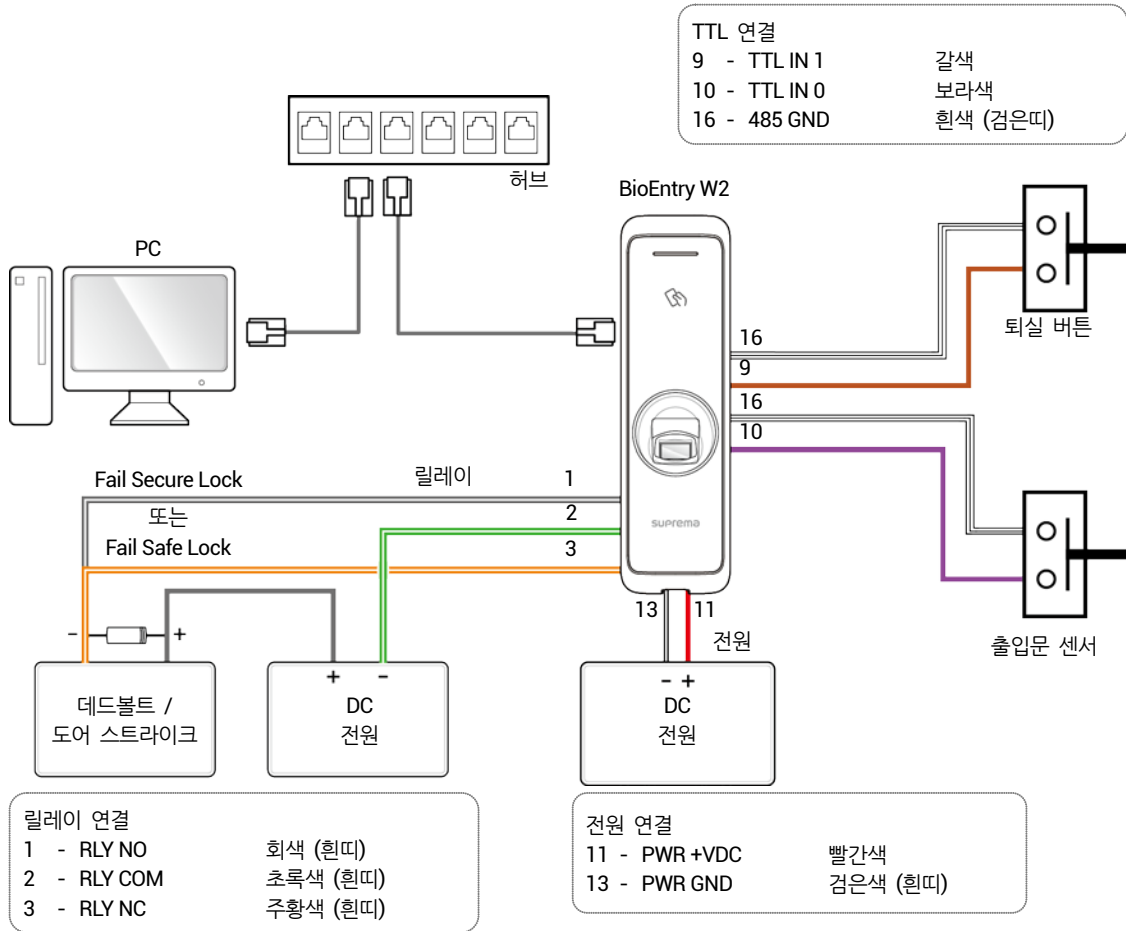 TTL 연결
9 - TTL IN 1 갈색
10 - TTL IN 0 보라색
16 - 485 GND 흰색 (검은띠)
허브
BioEntry W2
PC
퇴실 버튼
16
9
16
10
Fail Secure Lock 릴레이 1
또는 2
Fail Safe Lock 3
suprema
13 11
전원
출입문 센서
- +
+ -
- +
데드볼트 /
도어 스트라이크
DC
전원
DC
전원
릴레이 연결
1 - RLY NO 회색 (흰띠)
2 - RLY COM 초록색 (흰띠)
3 - RLY NC 주황색 (흰띠)
전원 연결
11 - PWR +VDC 빨간색
13 - PWR GND 검은색 (흰띠)